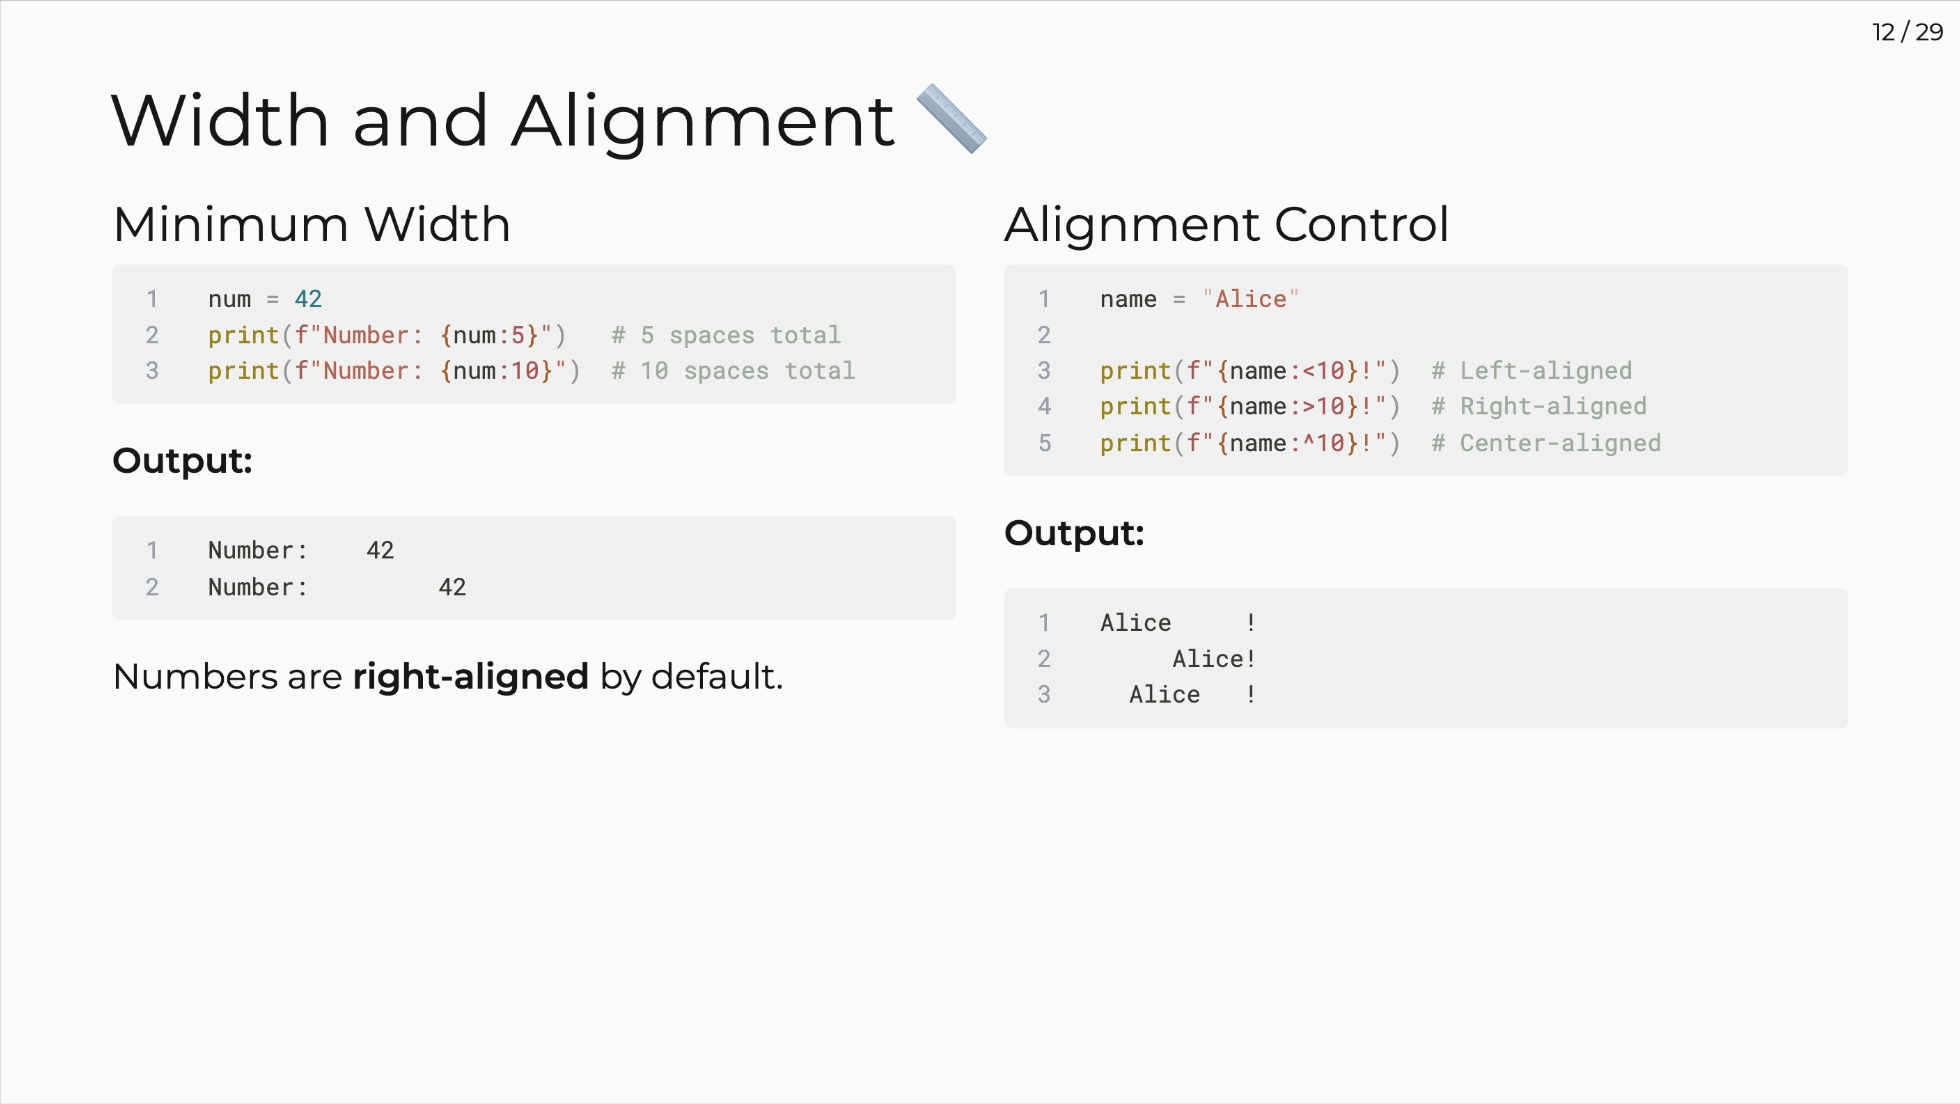 12 / 29
Width and Alignment
Minimum Width
1 num = 42
2 print(f"Number: {num:5}")   # 5 spaces total
3 print(f"Number: {num:10}")  # 10 spaces total
Output:
1 Number:    42
2 Number:         42
Numbers are right-aligned by default.
Alignment Control
1 name = "Alice"
2
3 print(f"{name:<10}!")  # Left-aligned
4 print(f"{name:>10}!")  # Right-aligned
5 print(f"{name:^10}!")  # Center-aligned
Output:
1 Alice     !
2      Alice!
3   Alice   !